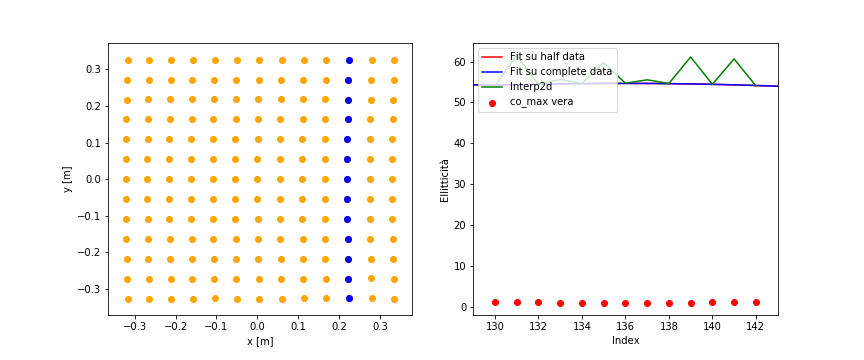 0.3
0.2
0.1
0.0
−0.1
−0.2
−0.3
y [m]
−0.3 −0.2 −0.1 0.0 0.1 0.2 0.3
x [m]
Fit su half data
Fit su complete data
Interp2d
co_max vera
60
50
40
30
20
10
0
Ellitticità
130 132 134 136 138 140 142
Index